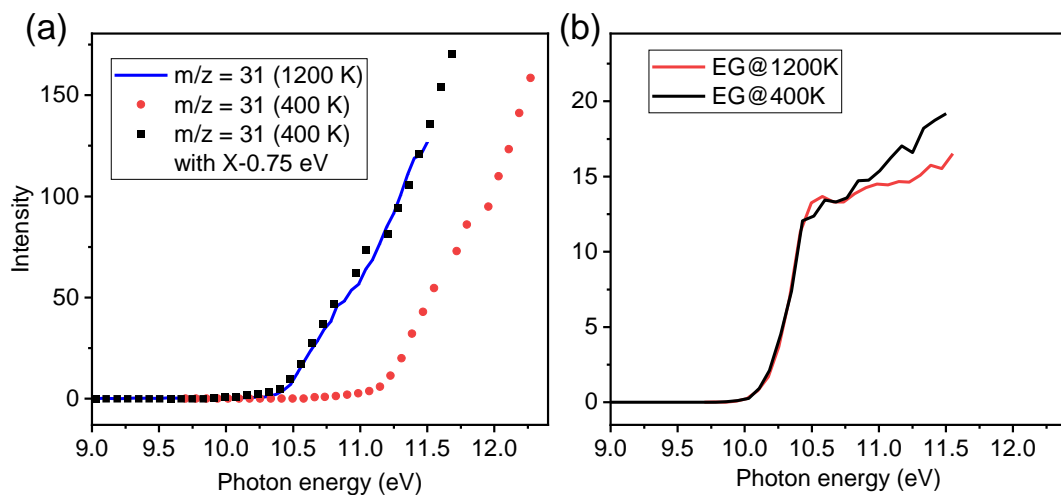 (a)
m/z = 31 (1200 K)
m/z = 31 (400 K)
m/z = 31 (400 K)
with X-0.75 eV
150
100
50
0
Intensity
9.0 9.5 10.0 10.5 11.0 11.5 12.0
Photon energy (eV)
(b)
EG@1200K
EG@400K
20
15
10
5
0
9.0 9.5 10.0 10.5 11.0 11.5 12.0
Photon energy (eV)